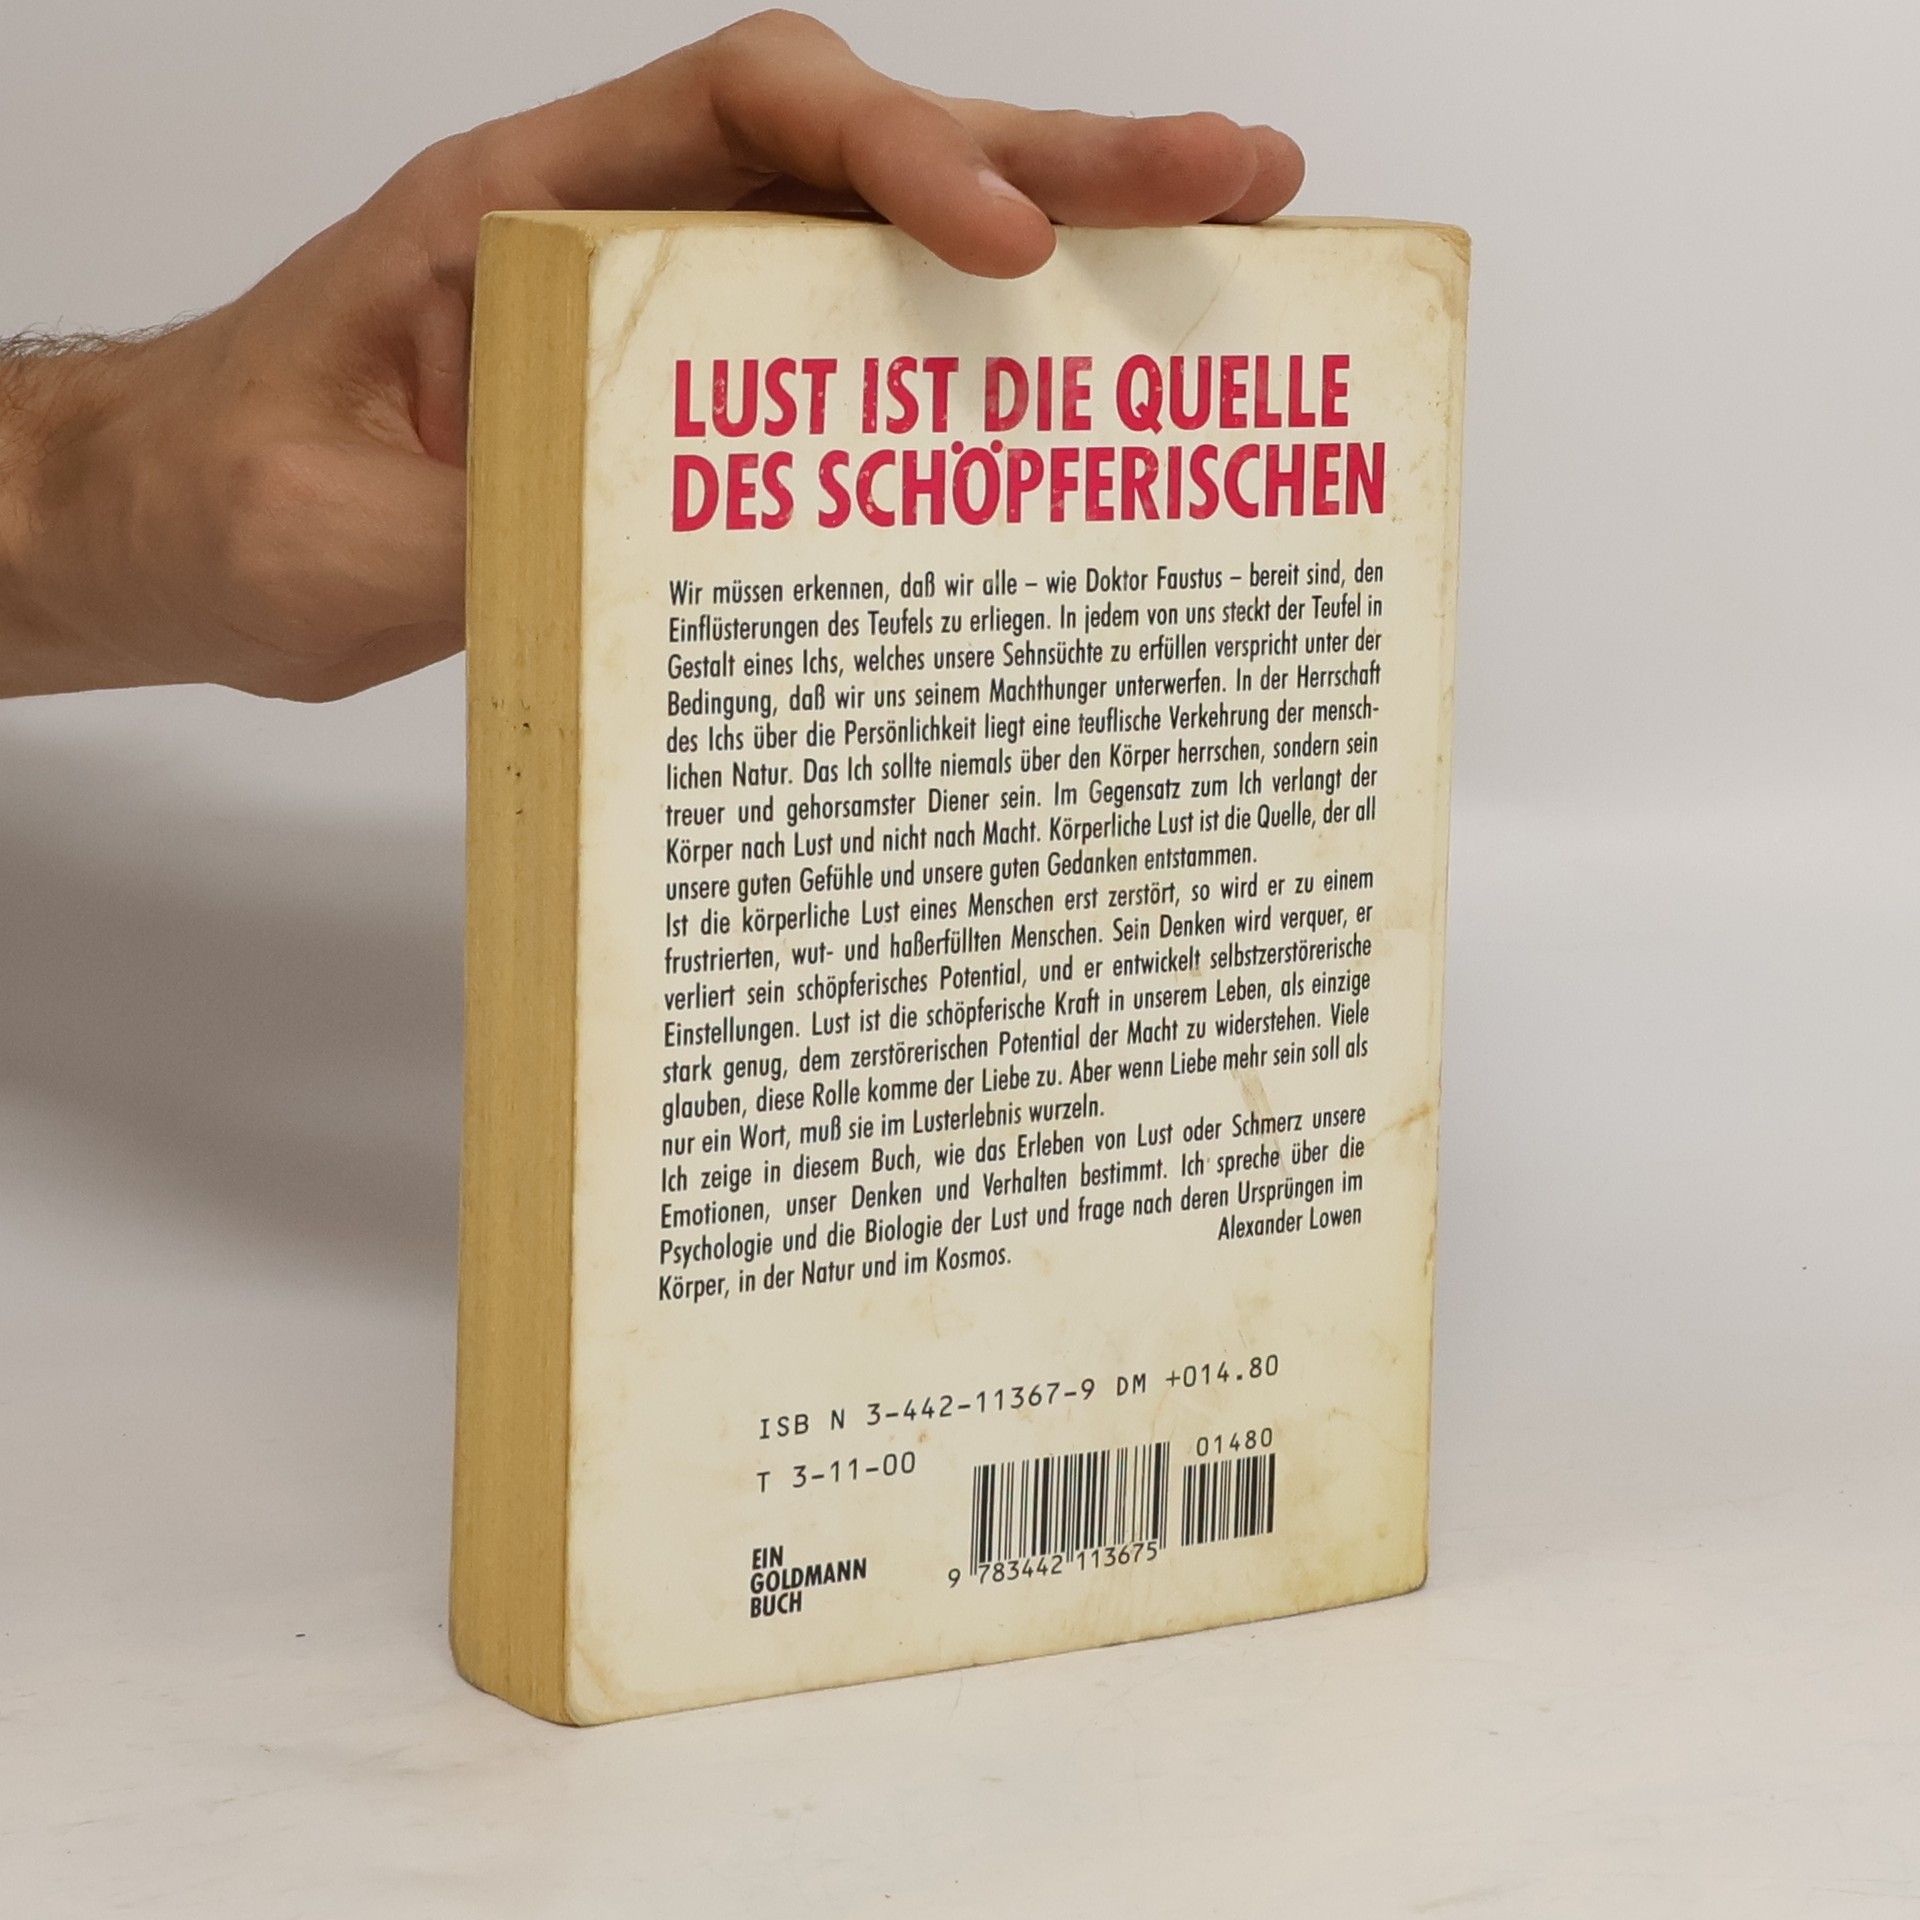 LUST IST DIE QUELLE
DES SCHÖPFERISCHEN
Wir müssen erkennen, daß wir alle – wie Doktor Faustus – bereit sind, den
Einflüsterungen des Teufels zu erliegen. In jedem von uns steckt der Teufel in
Gestalt eines Ichs, welches unsere Sehnsüchte zu erfüllen verspricht unter der
Bedingung, daß wir uns seinem Machthunger unterwerfen. In der Herrschaft
des Ichs über die Persönlichkeit liegt eine teuflische Verkehrung der mensch-
lichen Natur. Das Ich sollte niemals über den Körper herrschen, sondern sein
treuer und gehorsamster Diener sein. Im Gegensatz zum Ich verlangt der
Körper nach Lust und nicht nach Macht. Körperliche Lust ist die Quelle, der all
unsere guten Gefühle und unsere guten Gedanken entstammen.
Ist die körperliche Lust eines Menschen erst zerstört, so wird er zu einem
frustrierten, wut- und haßerfüllten Menschen. Sein Denken wird verquer, er
verliert sein schöpferisches Potential, und er entwickelt selbstzerstörerische
Einstellungen. Lust ist die schöpferische Kraft in unserem Leben, als einzige
stark genug, dem zerstörerischen Potential der Macht zu widerstehen. Viele
glauben, diese Rolle komme der Liebe zu. Aber wenn Liebe mehr sein soll als
nur ein Wort, muß sie im Lusterlebnis wurzeln.
Ich zeige in diesem Buch, wie das Erleben von Lust oder Schmerz unsere
Emotionen, unser Denken und Verhalten bestimmt. Ich spreche über die
Psychologie und die Biologie der Lust und frage nach deren Ursprüngen im
Körper, in der Natur und im Kosmos.
Alexander Lowen
ISB N 3-442-11367-9 DM +014.80
T 3-11-00
01480
9 783442 113675
EIN
GOLDMANN
BUCH